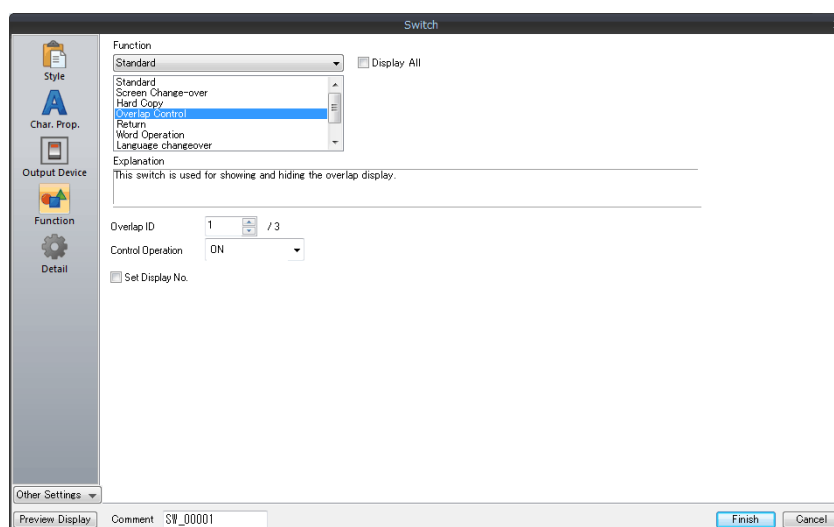 Switch
Style
Char. Prop.
Output Device
Function
Detail
Other Settings
Function
Standard
Display All
Standard
Screen Change-over
Hard Copy
Overlap Control
Return
Word Operation
Language changeover
Explanation
This switch is used for showing and hiding the overlap display.
Overlap ID 1 / 3
Control Operation ON
Set Display No.
Preview Display Comment SW_00001 Finish Cancel